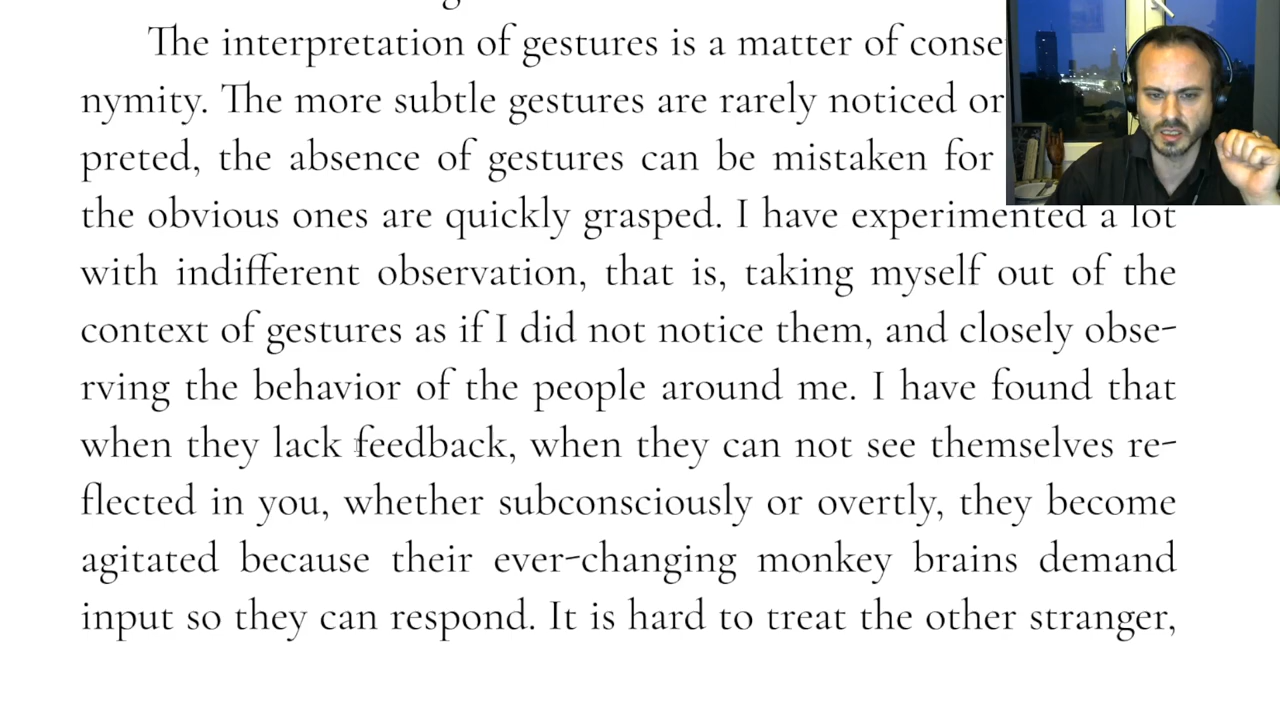 The interpretation of gestures is a matter of conse
nymity. The more subtle gestures are rarely noticed or
preted, the absence of gestures can be mistaken for
the obvious ones are quickly grasped. I have experimented a lot
with indifferent observation, that is, taking myself out of the
context of gestures as if I did not notice them, and closely obse-
rving the behavior of the people around me. I have found that
when they lack feedback, when they can not see themselves re-
flected in you, whether subconsciously or overtly, they become
agitated because their ever-changing monkey brains demand
input so they can respond. It is hard to treat the other stranger,